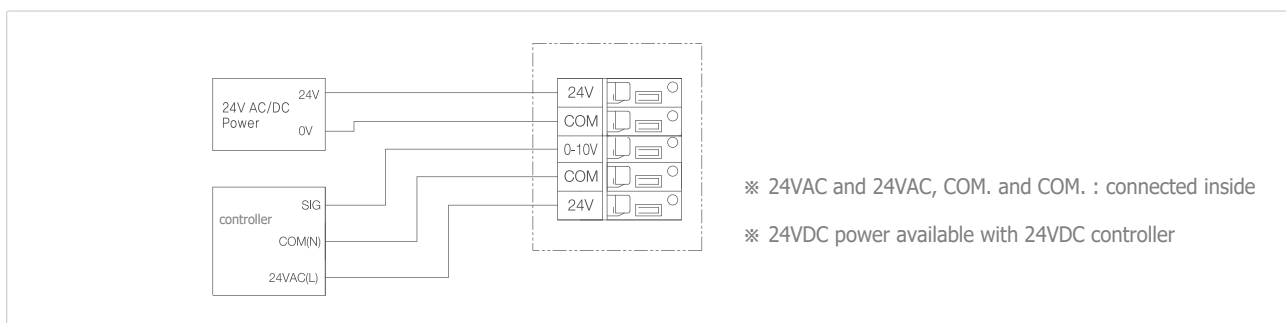 24V AC/DC
Power
24V
0V
controller
SIG
COM(N)
24VAC(L)
24V
COM
0-10V
COM
24V
※ 24VAC and 24VAC, COM. and COM. : connected inside
※ 24VDC power available with 24VDC controller